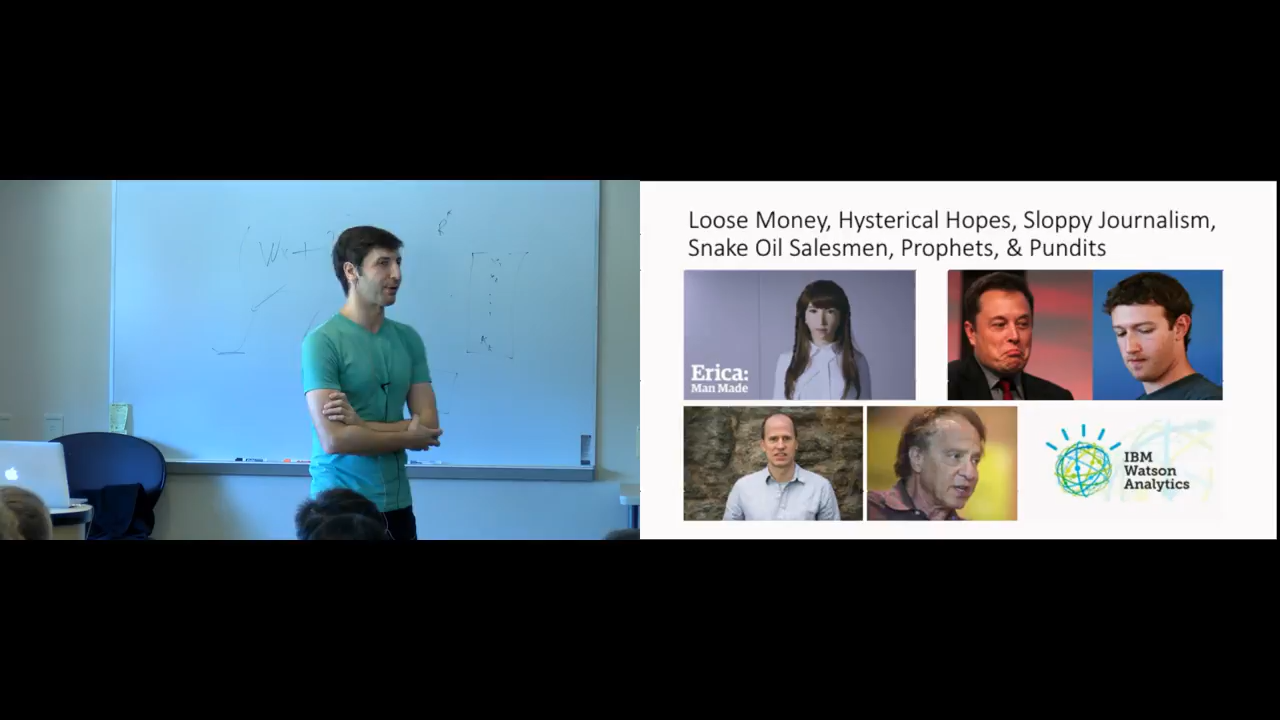 Loose Money, Hysterical Hopes, Sloppy Journalism,
Snake Oil Salesmen, Prophets, & Pundits
Erica:
Man Made
IBM
Watson
Analytics